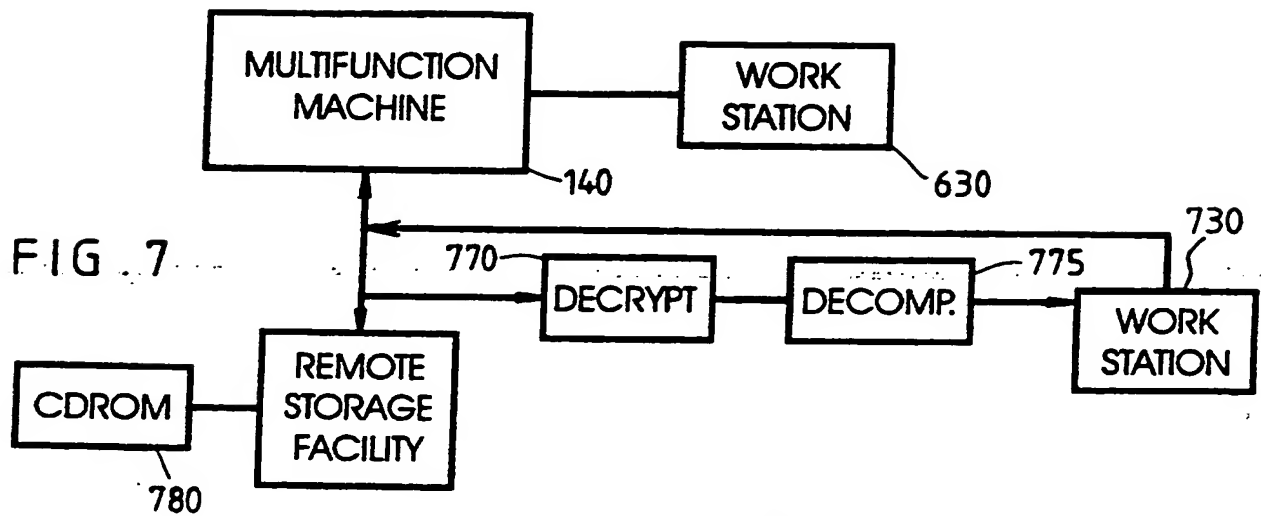 MULTIFUNCTION
MACHINE
WORK
STATION
140
630
FIG. 7
770
775
730
DECRYPT
DECOMP.
WORK
STATION
REMOTE
STORAGE
FACILITY
CDROM
780